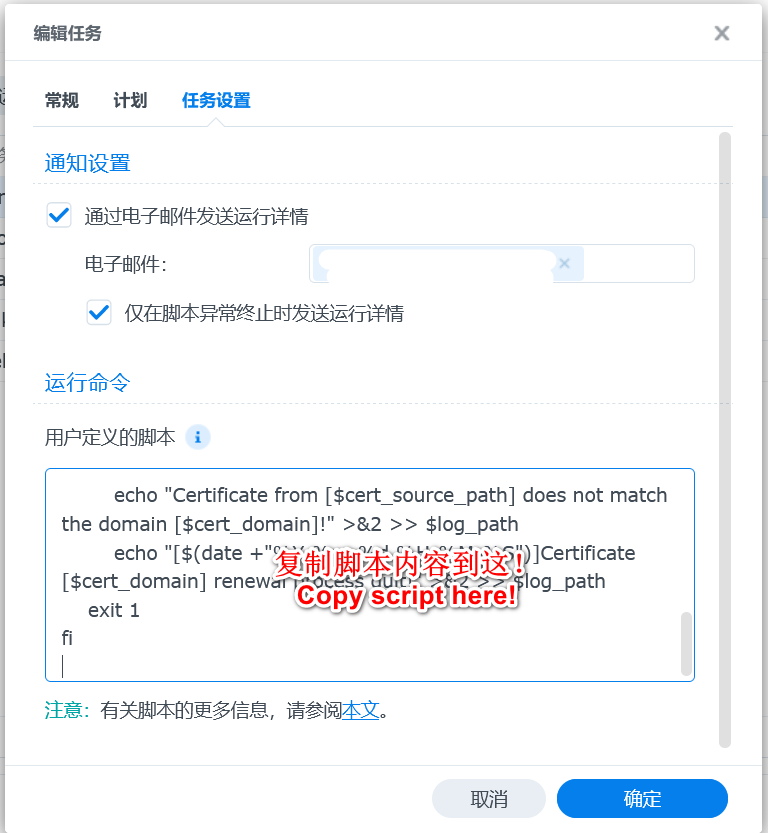 编辑任务
常规 计划 任务设置
通知设置
通过电子邮件发送运行详情
电子邮件:
仅在脚本异常终止时发送运行详情
运行命令
用户定义的脚本
echo "Certificate from [$cert_source_path] does not match
the domain [$cert_domain]!" >&2 >> $log_path
echo "[$(date +"%Y-%m-%d %H:%M:%S")]Certificate
[$cert_domain] renewal process quit." >&2 >> $log_path
复制脚本内容到这！
Copy script here!
exit 1
fi
注意: 有关脚本的更多信息，请参阅本文。
取消 确定